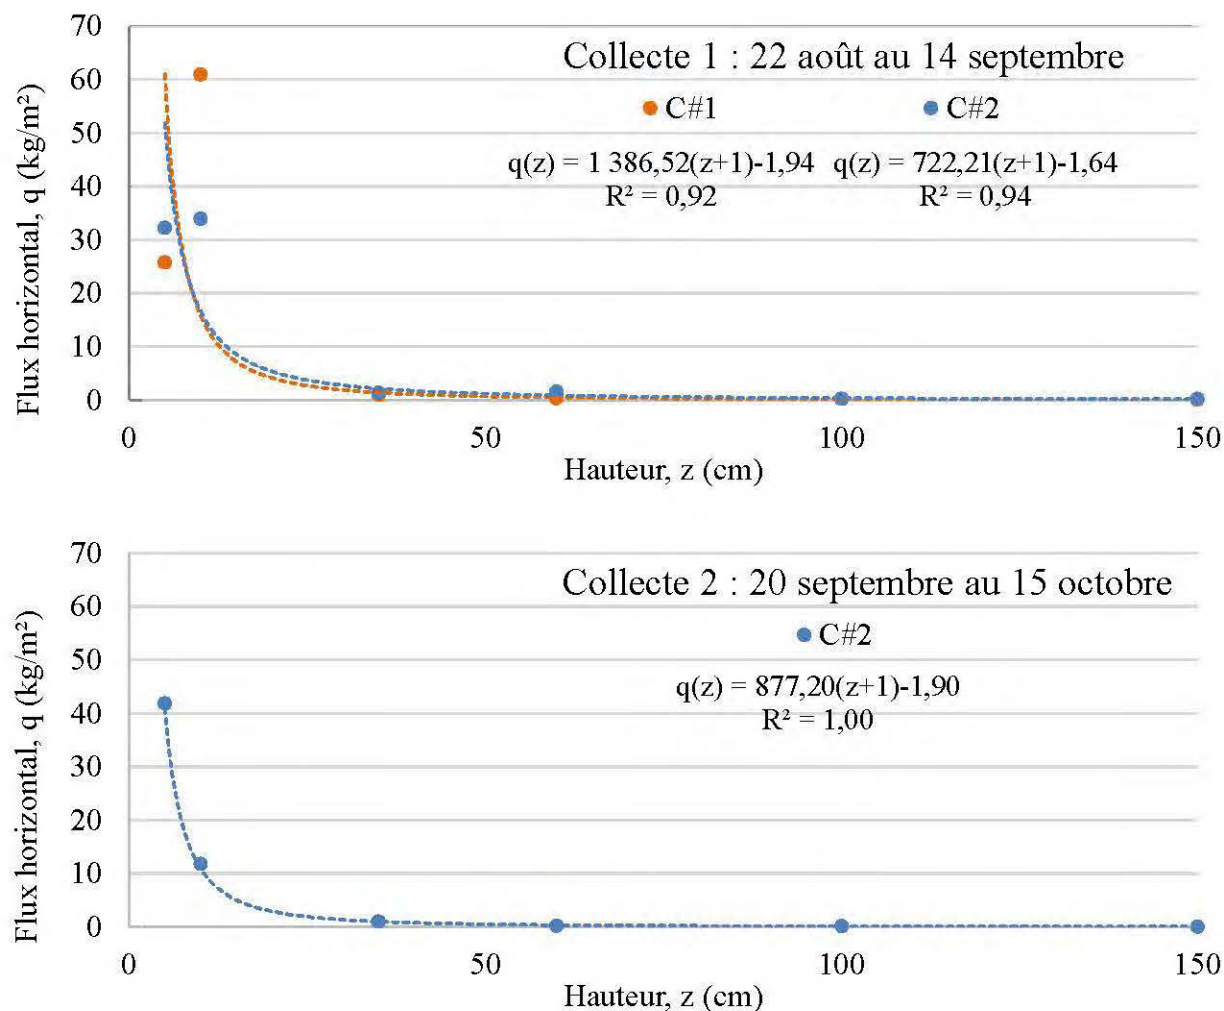 70
60
50
40
30
20
10
0
Flux horizontal, q (kg/m²)
Collecte 1 : 22 août au 14 septembre
C#1 C#2
q(z) = 1 386,52(z+1)-1,94 q(z) = 722,21(z+1)-1,64
R² = 0,92 R² = 0,94
0 50 100 150
Hauteur, z (cm)
70
60
50
40
30
20
10
0
Flux horizontal, q (kg/m²)
Collecte 2 : 20 septembre au 15 octobre
C#2
q(z) = 877,20(z+1)-1,90
R² = 1,00
0 50 100 150
Hauteur, z (cm)